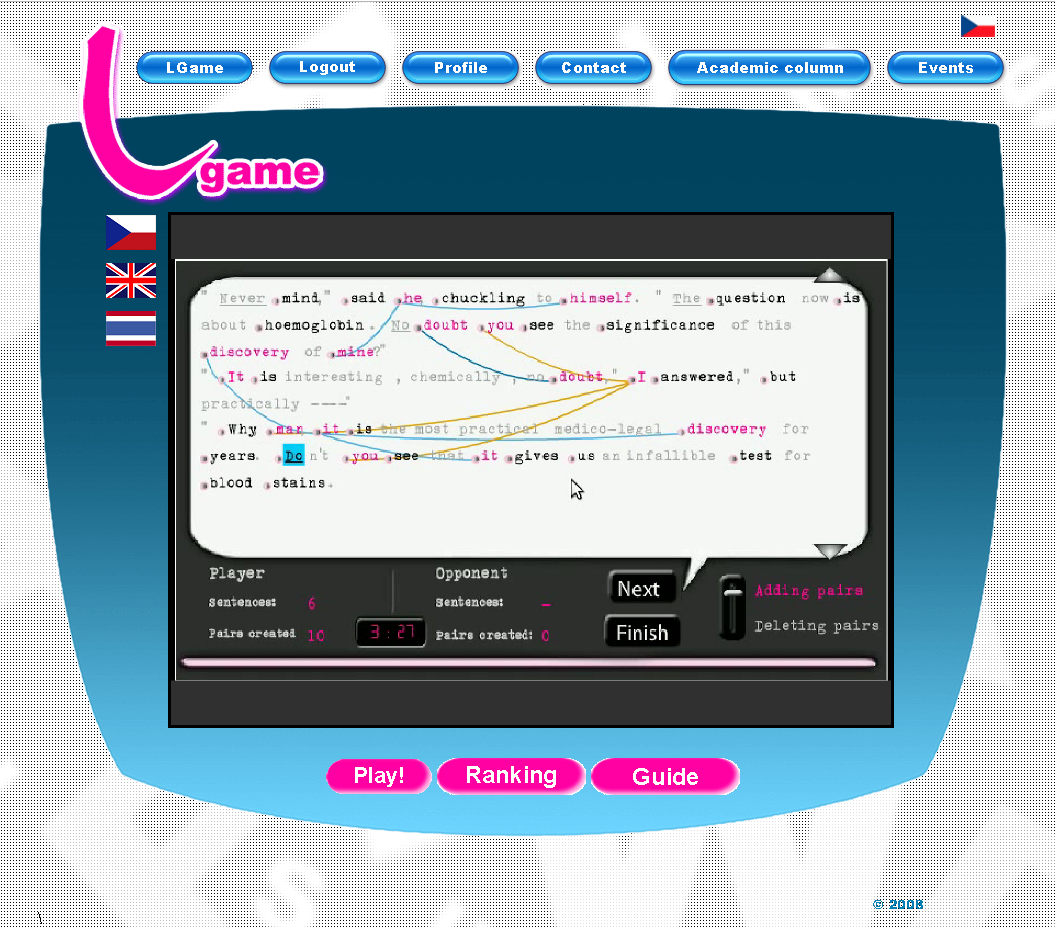 LGame Logout Profile Contact Academic column Events
Lgame
" Never mind," said he chuckling to himself. " The question now is
about hoemoglobin. No doubt you see the significance of this
discovery of mine?"
" It is interesting , chemically , no doubt," I answered," but
practically ----"
" Why man it is the most practical medico-legal discovery for
years. Don't you see that it gives us an infallible test for
blood stains.
Player Opponent
Next
Adding pairs
Sentences: 6 Sentences: -
Pairs created 10 3:27 Pairs created: 0
Finish
Deleting pairs
Play! Ranking Guide
© 2008